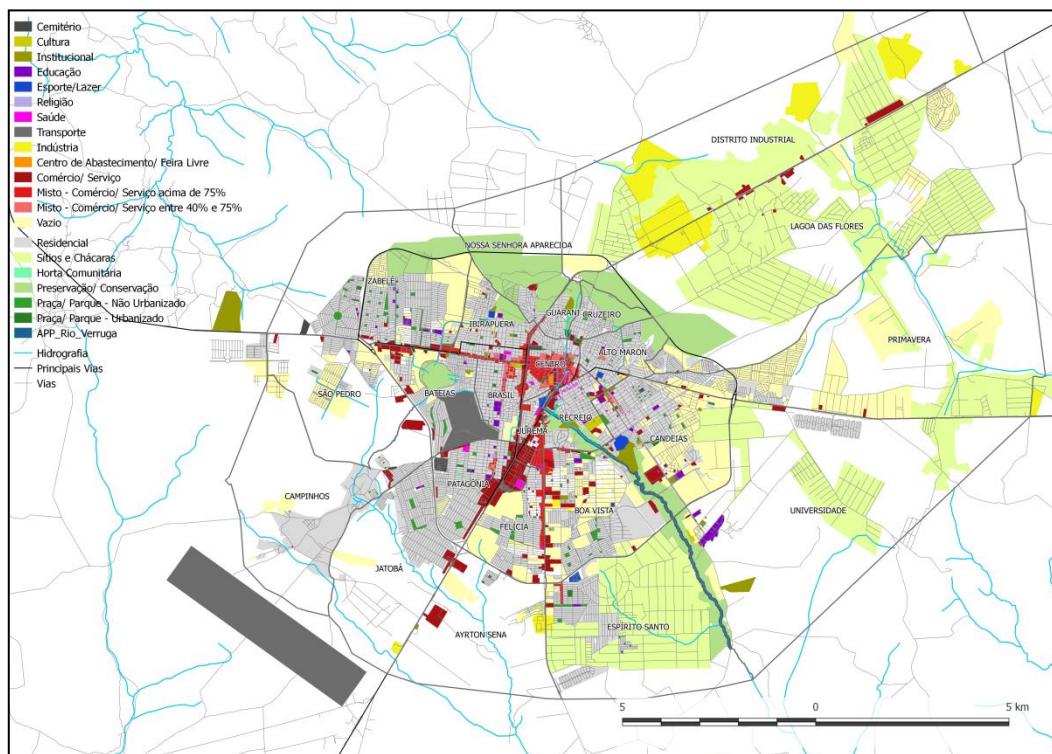 Cemitério
Cultura
Institucional
Educação
Esporte/Lazer
Religião
Saúde
Transporte
Indústria
Centro de Abastecimento/ Feira Livre
Comércio/ Serviço
Misto - Comércio/ Serviço acima de 75%
Misto - Comércio/ Serviço entre 40% e 75%
Vazio
Residencial
Sítios e Chácaras
Horta Comunitária
Preservação/ Conservação
Praça/ Parque - Não Urbanizado
Praça/ Parque - Urbanizado
APP_Rio_Verruga
Hidrografia
Principais Vias
Vias
DISTRITO INDUSTRIAL
LAGOA DAS FLORES
NOSSA SENHORA APARECIDA
ZABELÊ
GUARANI
CRUZEIRO
IBIRAPUERA
PRIMAVERA
ALTO MARON
CENTRO
SÃO PEDRO
BATEIAS
BRASIL
RECREIO
JUREMA
CANDEIAS
PATAGÔNIA
CAMPINHOS
BOA VISTA
UNIVERSIDADE
FELÍCIA
JATOBÁ
ESPÍRITO SANTO
AYRTON SENA
5 0 5 km